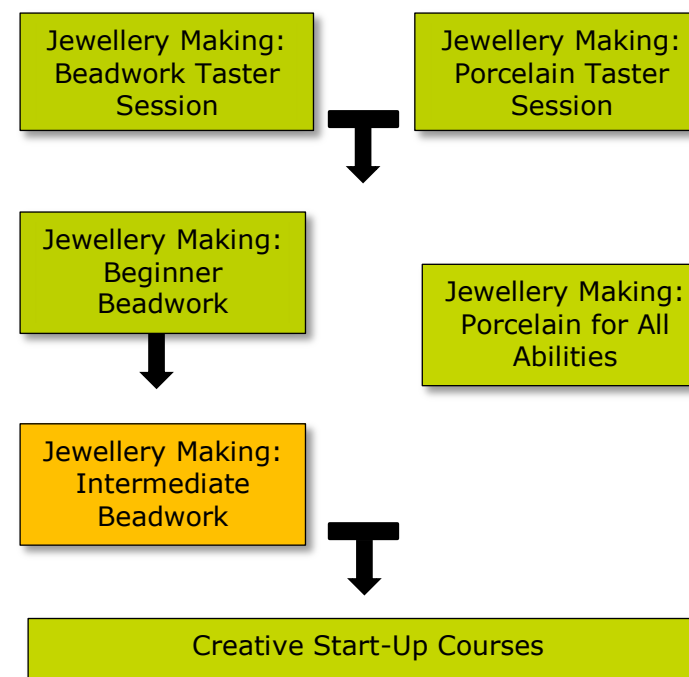 Jewellery Making:
Beadwork Taster
Session
Jewellery Making:
Porcelain Taster
Session
Jewellery Making:
Beginner
Beadwork
Jewellery Making:
Porcelain for All
Abilities
Jewellery Making:
Intermediate
Beadwork
Creative Start-Up Courses